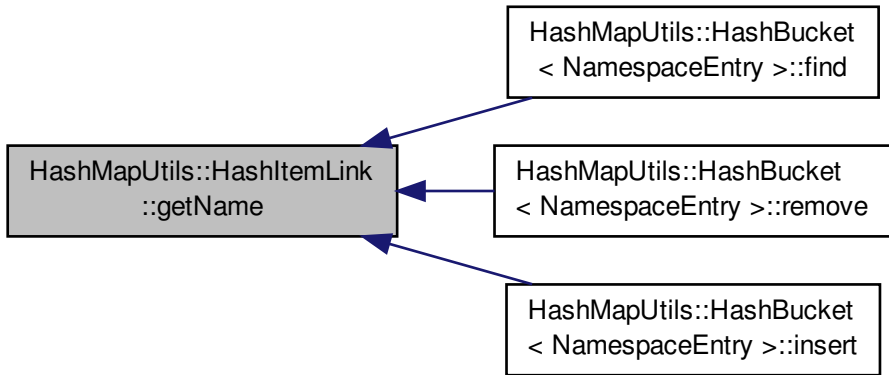 HashMapUtils::HashItemLink
::getName
HashMapUtils::HashBucket
< NamespaceEntry >::find
HashMapUtils::HashBucket
< NamespaceEntry >::remove
HashMapUtils::HashBucket
< NamespaceEntry >::insert